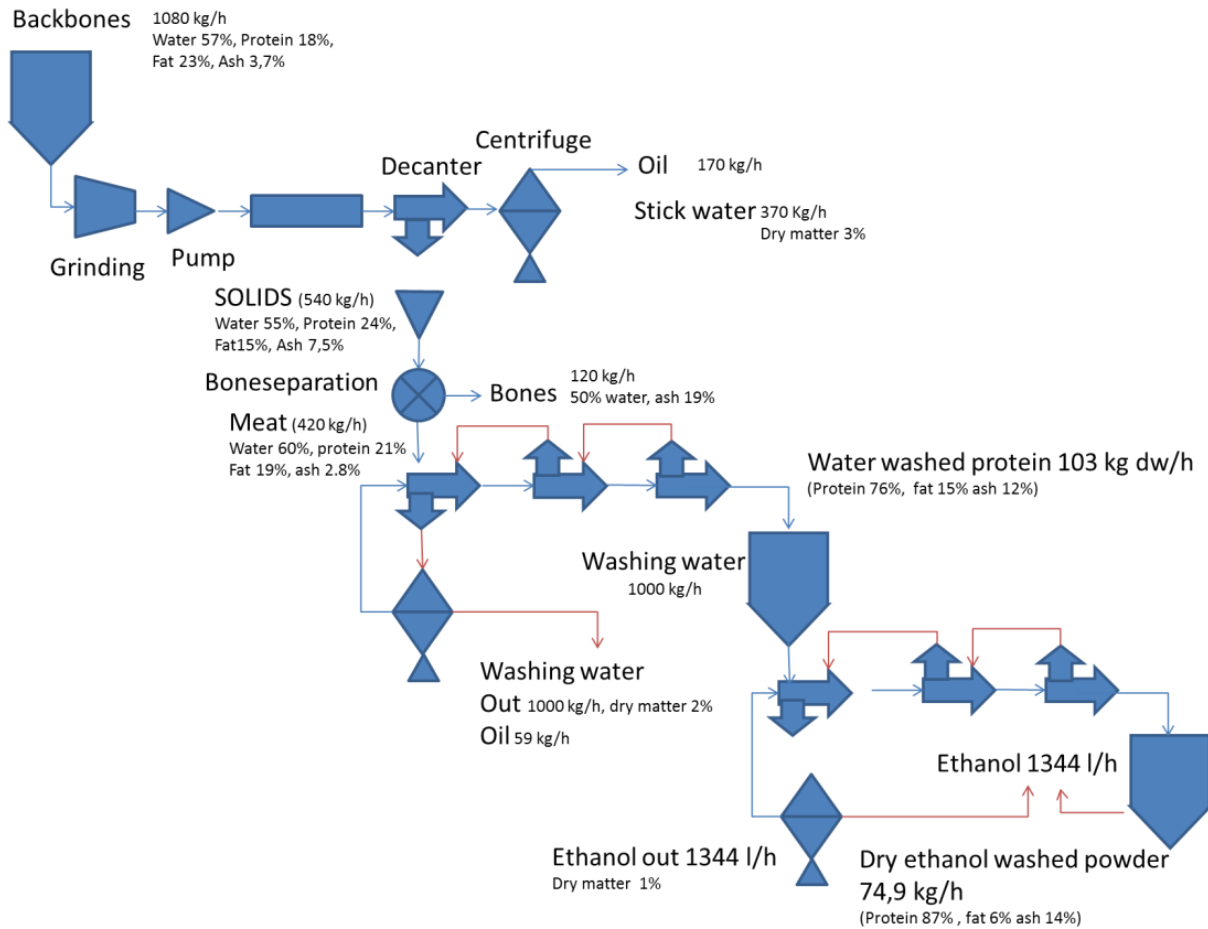 Backbones
1080 kg/h
Water 57%, Protein 18%,
Fat 23%, Ash 3,7%
Centrifuge
Decanter
Oil
170 kg/h
Stick water
370 Kg/h
Dry matter 3%
Grinding
Pump
SOLIDS (540 kg/h)
Water 55%, Protein 24%,
Fat15%, Ash 7,5%
Boneseparation
Bones
120 kg/h
50% water, ash 19%
Meat (420 kg/h)
Water 60%, protein 21%
Fat 19%, ash 2.8%
Water washed protein 103 kg dw/h
(Protein 76%, fat 15% ash 12%)
Washing water
1000 kg/h
Washing water
Out 1000 kg/h, dry matter 2%
Oil 59 kg/h
Ethanol 1344 l/h
Ethanol out 1344 l/h
Dry matter 1%
Dry ethanol washed powder
74,9 kg/h
(Protein 87% , fat 6% ash 14%)